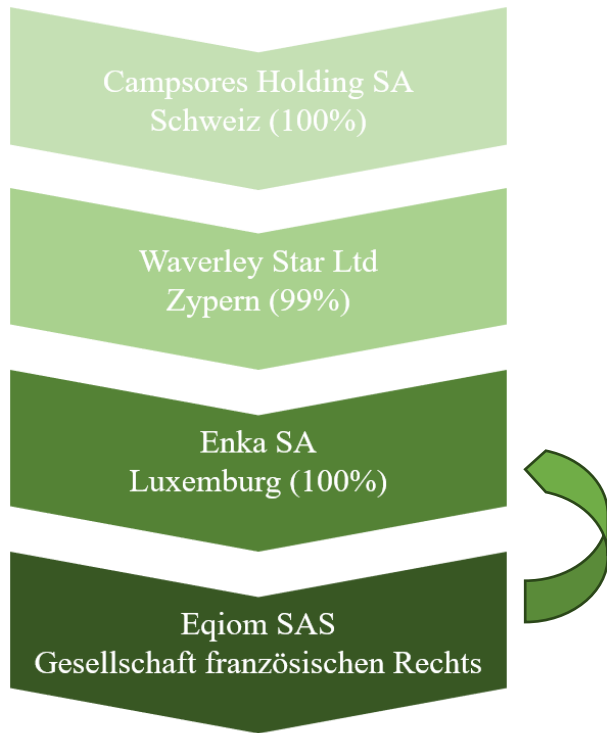 Campsores Holding SA
Schweiz (100%)
Waverley Star Ltd
Zypern (99%)
Enka SA
Luxemburg (100%)
Eqiom SAS
Gesellschaft französischen Rechts